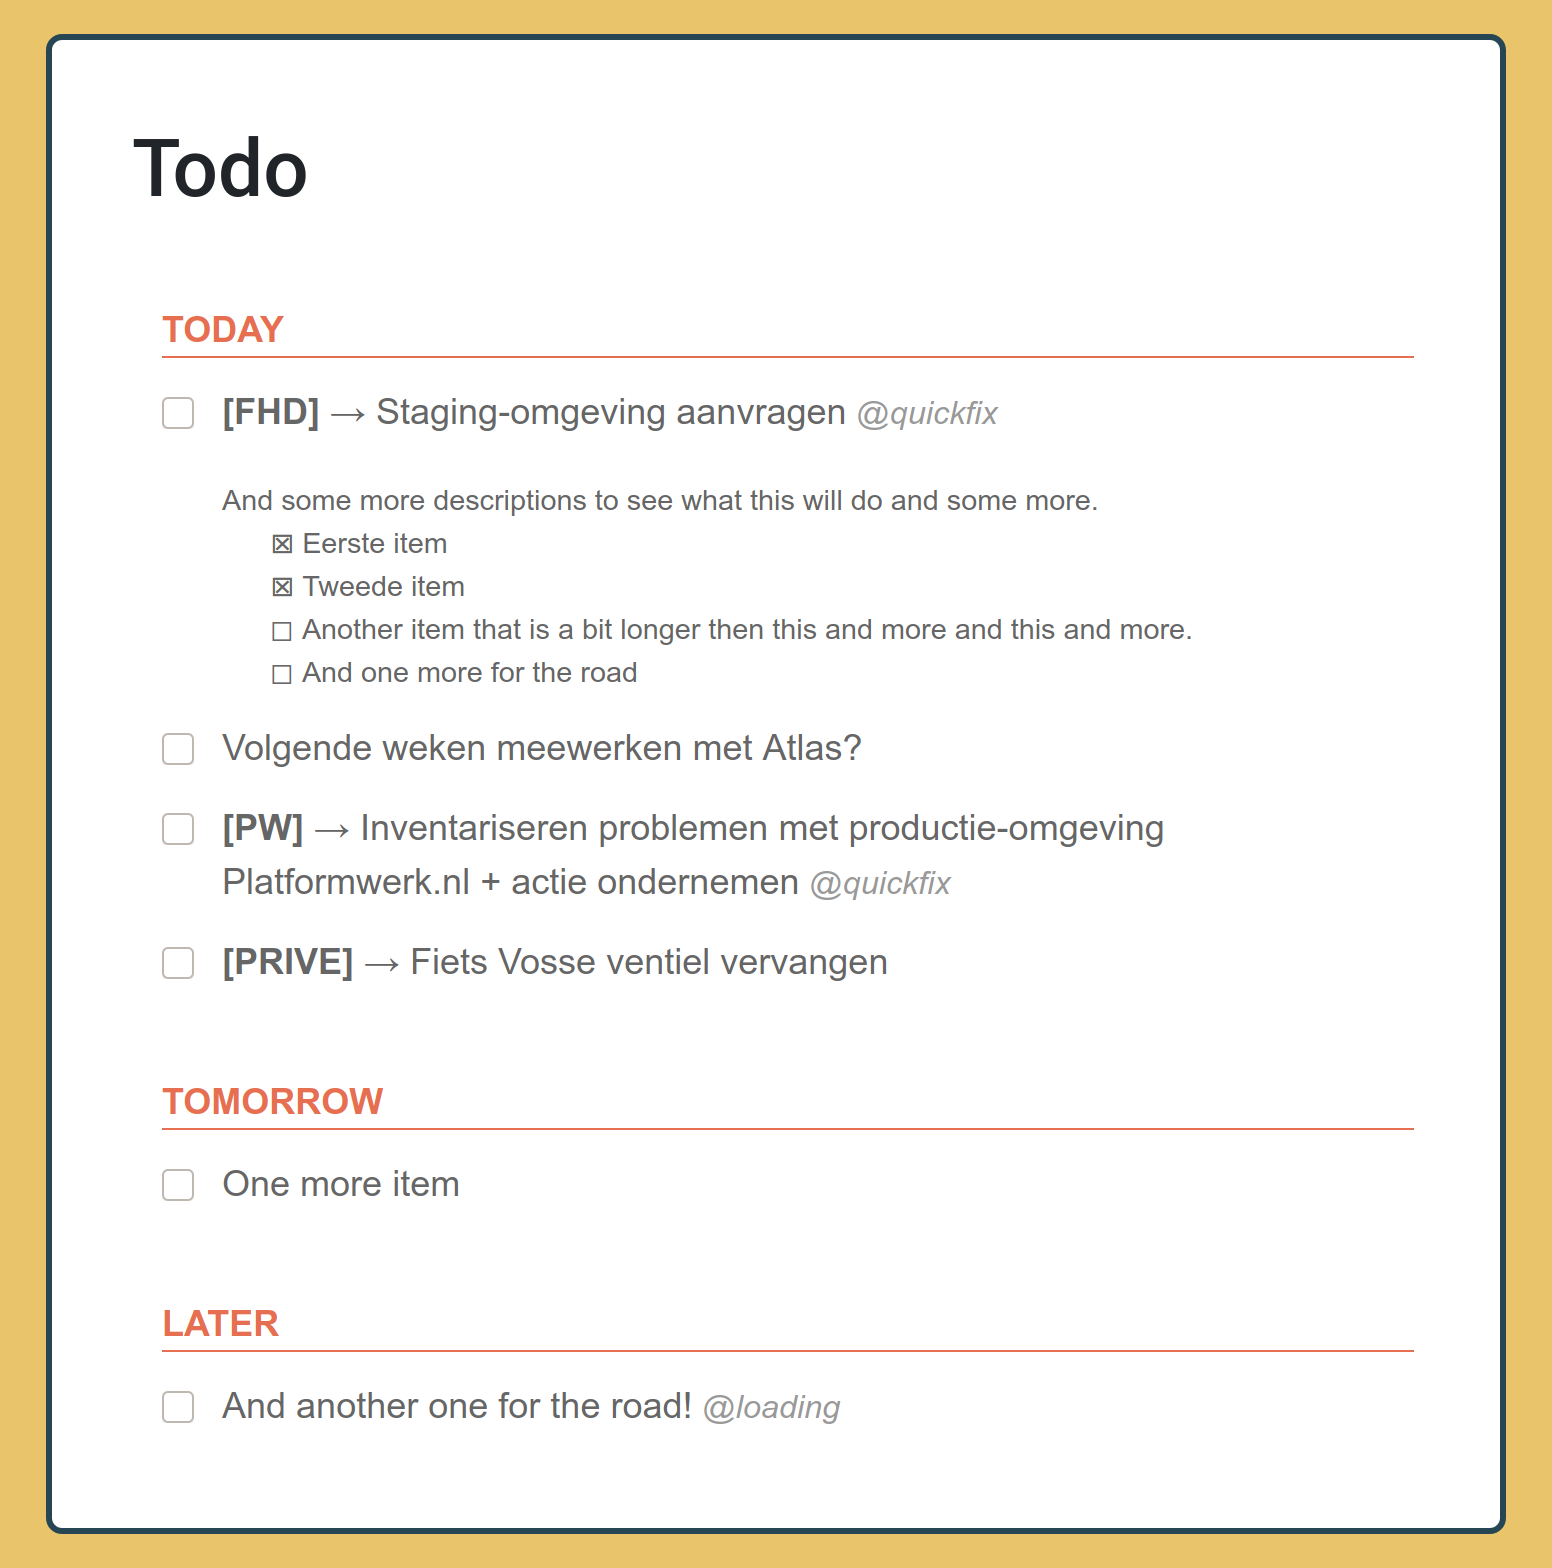 Todo
TODAY
[FHD] → Staging-omgeving aanvragen @quickfix
And some more descriptions to see what this will do and some more.
☒ Eerste item
☒ Tweede item
☐ Another item that is a bit longer then this and more and this and more.
☐ And one more for the road
Volgende weken meewerken met Atlas?
[PW] → Inventariseren problemen met productie-omgeving
Platformwerk.nl + actie ondernemen @quickfix
[PRIVE] → Fiets Vosse ventiel vervangen
TOMORROW
One more item
LATER
And another one for the road! @loading